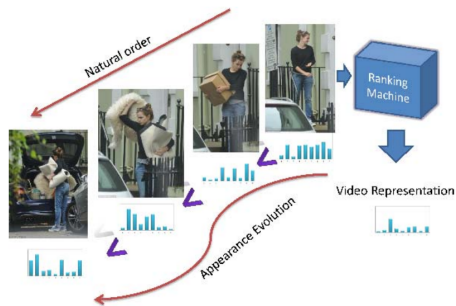 Natural order
Ranking
Machine
Video Representation
Appearance Evolution